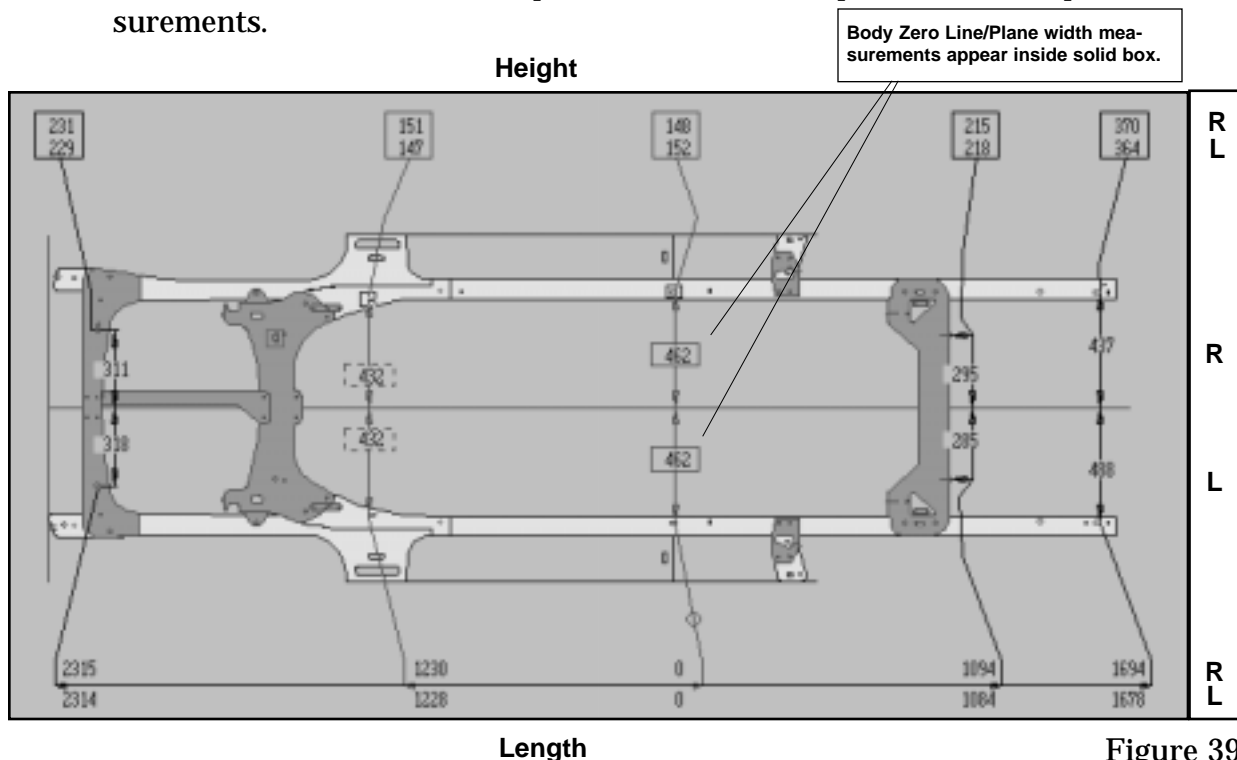 surements.
Body Zero Line/Plane width mea-
surements appear inside solid box.
Height
231 151 148 215 370 R
229 147 152 218 364 L
311 432 462 295 437 R
318 432 462 285 438 L
2315 1230 0 1094 1694 R
2314 1228 0 1084 1678 L
Length
Figure 39